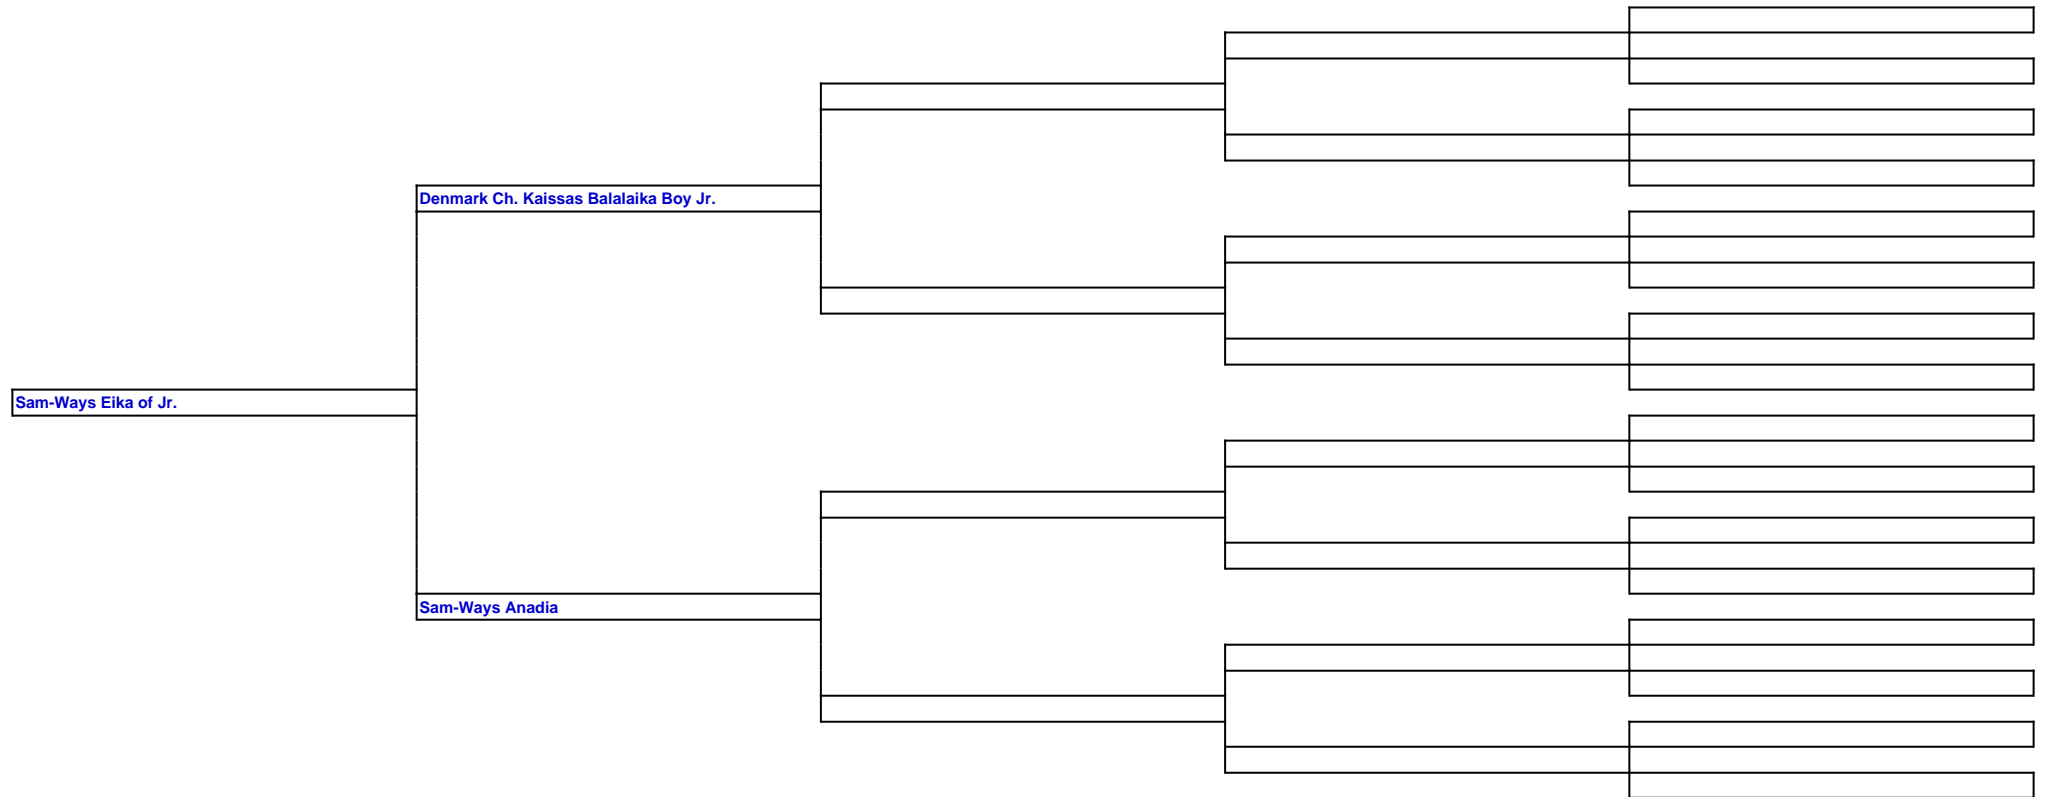 Denmark Ch. Kaissas Balalaika Boy Jr.
Sam-Ways Eika of Jr.
Sam-Ways Anadia